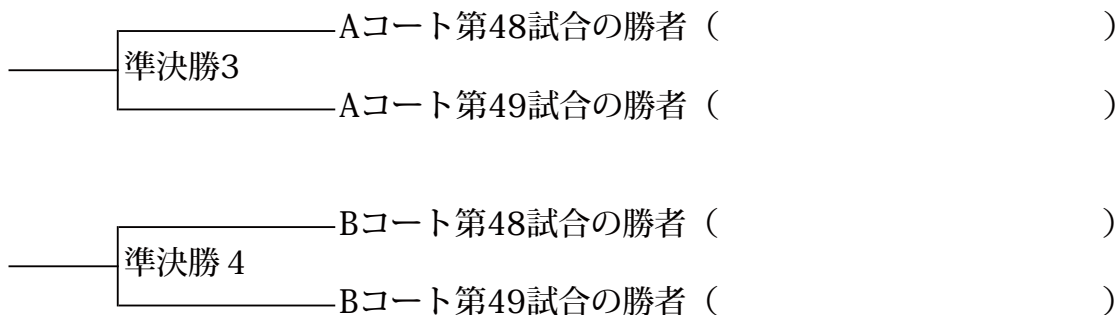 Aコート第48試合の勝者（　　　　　　　　　　）
準決勝3
Aコート第49試合の勝者（　　　　　　　　　　）
Bコート第48試合の勝者（　　　　　　　　　　）
準決勝４
Bコート第49試合の勝者（　　　　　　　　　　）